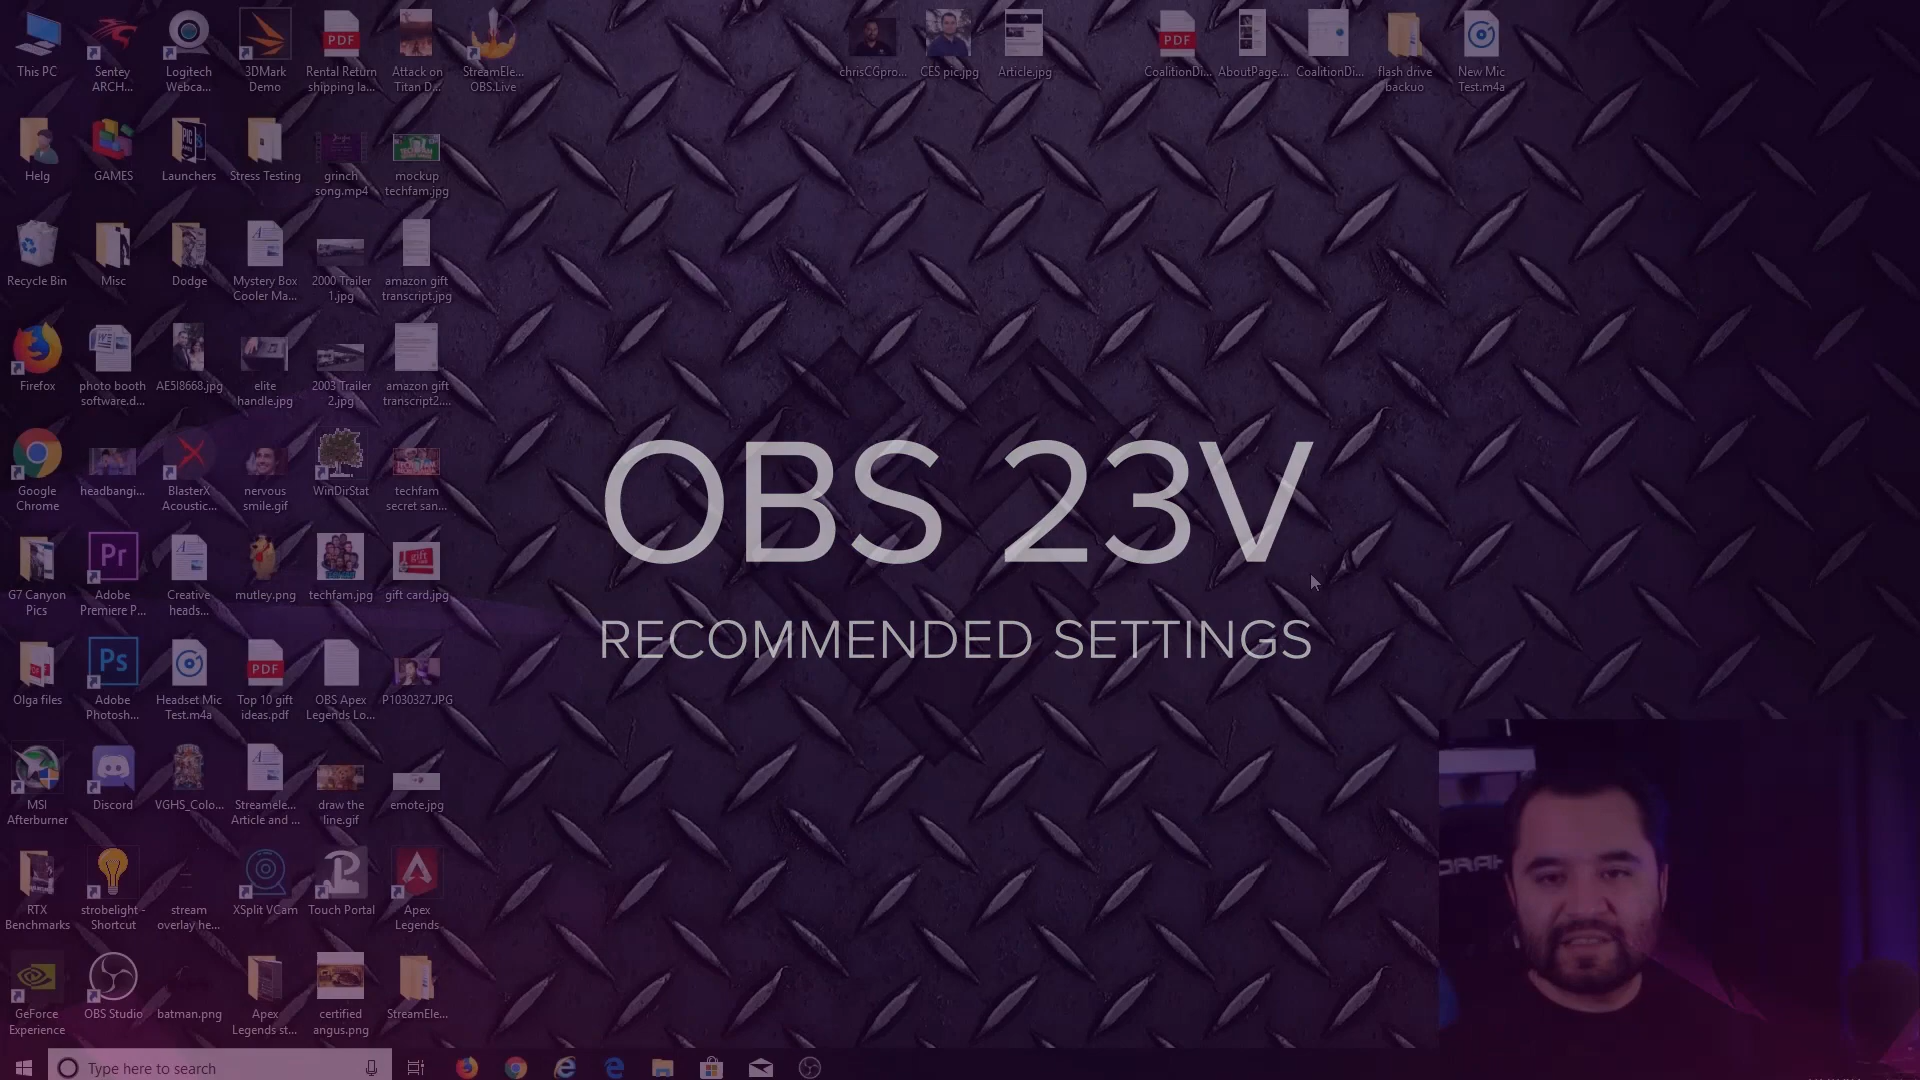 This PC
Sentey
ARCH...
Logitech
Webca...
3DMark
Demo
PDF
Rental Return
shipping la...
Attack on
Titan D...
StreamEle...
OBS.Live
chrisCGpro...
CES pic.jpg
Article.jpg
PDF
CoalitionDi...
AboutPage....
CoalitionDi...
flash drive
backuo
New Mic
Test.m4a
Helg
GAMES
Launchers
Stress Testing
grinch
song.mp4
mockup
techfam.jpg
Recycle Bin
Misc
Dodge
Mystery Box
Cooler Ma...
2000 Trailer
1.jpg
amazon gift
transcript.jpg
Firefox
photo booth
software.d...
AE5I8668.jpg
elite
handle.jpg
2003 Trailer
2.jpg
amazon gift
transcript2....
Google
Chrome
headbangi...
BlasterX
Acoustic...
nervous
smile.gif
WinDirStat
techfam
secret san...
OBS 23V
RECOMMENDED SETTINGS
G7 Canyon
Pics
Pr
Adobe
Premiere P...
Creative
heads...
mutley.png
techfam.jpg
gift
gift card.jpg
Olga files
Ps
Adobe
Photosh...
Headset Mic
Test.m4a
PDF
Top 10 gift
ideas.pdf
OBS Apex
Legends Lo...
P1030327.JPG
MSI
Afterburner
Discord
VGHS_Colo...
Streamele...
Article and ...
draw the
line.gif
emote.jpg
RTX
Benchmarks
strobelight -
Shortcut
stream
overlay he...
XSplit VCam
Touch Portal
Apex
Legends
GeForce
Experience
OBS Studio
batman.png
Apex
Legends st...
certified
angus.png
StreamEle...
Type here to search